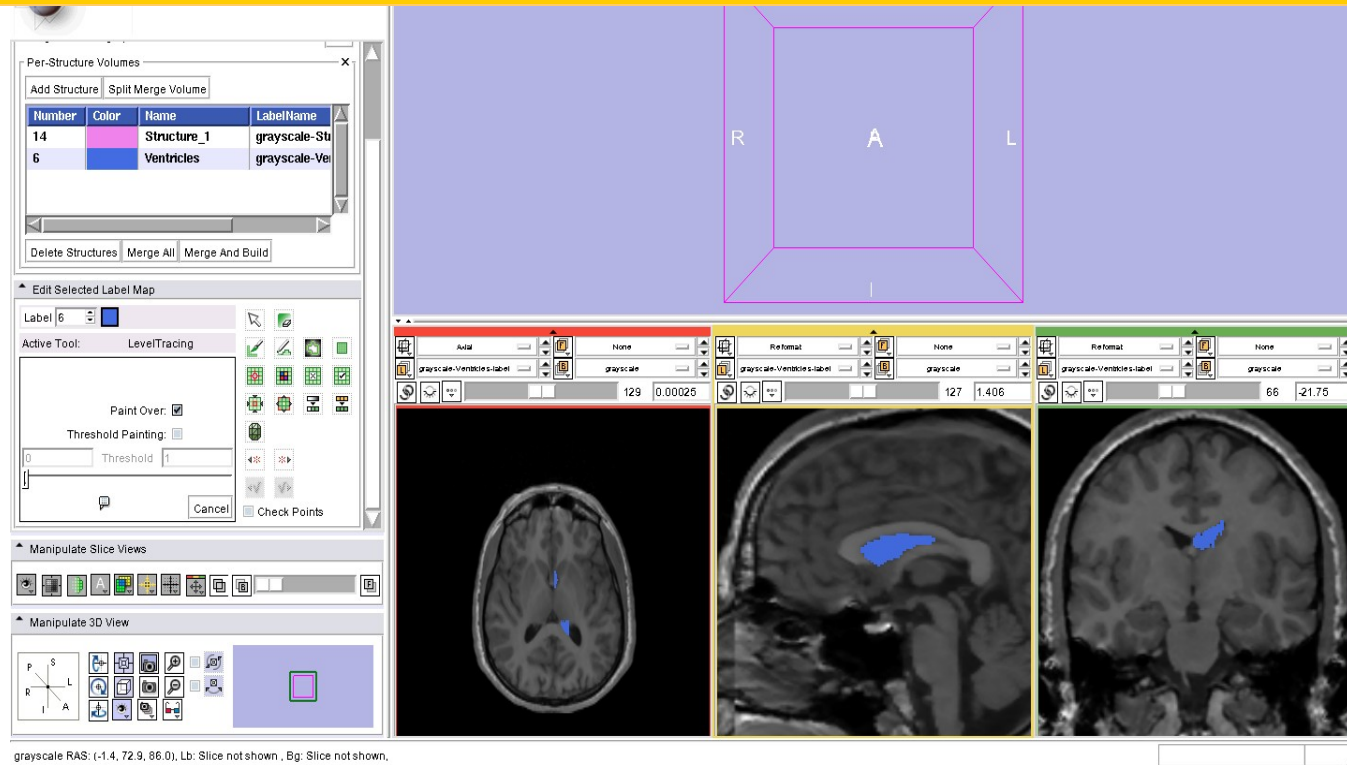 Per-Structure Volumes
Add Structure Split Merge Volume
Number Color Name LabelName
14 Structure_1 grayscale-Stu
6 Ventricles grayscale-Ve
Delete Structures Merge All Merge And Build
Edit Selected Label Map
Label 6
Active Tool: LevelTracing
Paint Over:
Threshold Painting:
0 Threshold 1
Cancel
Check Points
Manipulate Slice Views
Manipulate 3D View
P S
R L
I A
R A L
I
Axial None
grayscale-Ventricles-label grayscale
129 0.00025
Reformat None
grayscale-Ventricles-label grayscale
127 1.406
Reformat None
grayscale-Ventricles-label grayscale
66 -21.75
grayscale RAS: (-1.4, 72.9, 86.0), Lb: Slice not shown , Bg: Slice not shown,